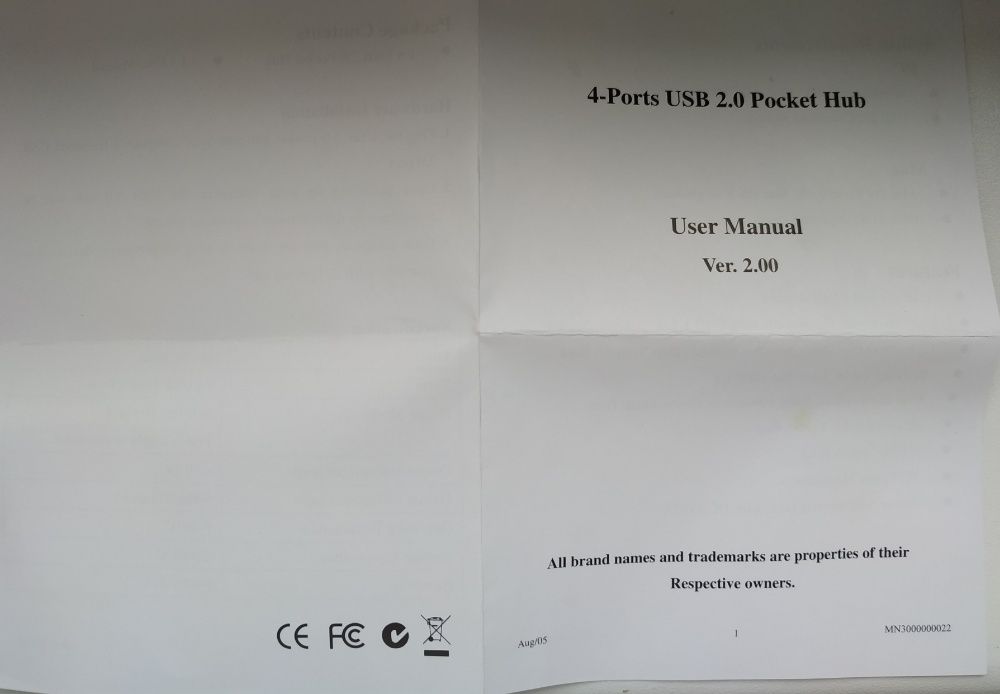 4-Ports USB 2.0 Pocket Hub
User Manual
Ver. 2.00
All brand names and trademarks are properties of their
Respective owners.
CE FC
Aug/05
1
MN3000000022